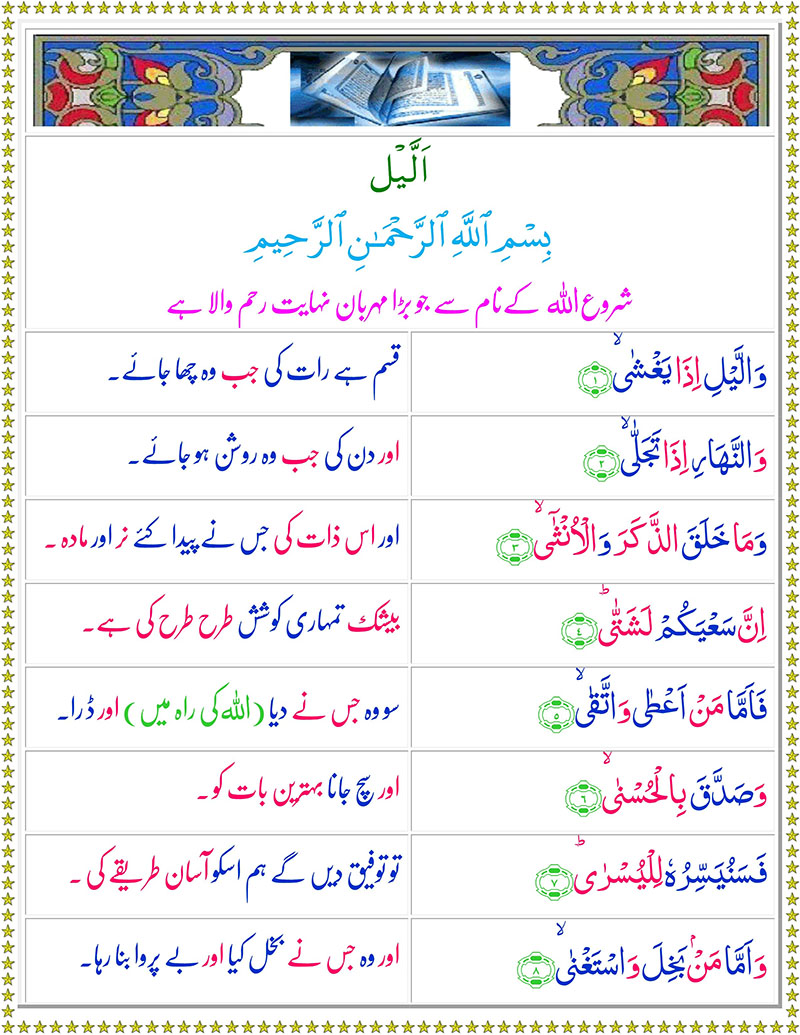 اَلَّیْل
بِسْمِ ٱللَّهِ ٱلرَّحْمَـٰنِ ٱلرَّحِيمِ
شروع اللہ کے نام سے جو بڑا مہربان نہایت رحم والا ہے
وَالَّیْلِ اِذَا یَغْشٰیۙ ﴿۱﴾ قسم ہے رات کی جب وہ چھا جائے۔
وَالنَّهَارِ اِذَا تَجَلّٰیۙ ﴿۲﴾ اور دن کی جب وہ روشن ہو جائے۔
وَمَا خَلَقَ الذَّكَرَ وَالْاُنْثٰۤیۙ ﴿۳﴾ اور اس ذات کی جس نے پیدا کئے نر اور مادہ ۔
اِنَّ سَعْیَكُمْ لَشَتّٰیؕ ﴿۴﴾ بیشک تمہاری کوشش طرح طرح کی ہے۔
فَاَمَّا مَنْ اَعْطٰی وَاتَّقٰیۙ ﴿۵﴾ سو وہ جس نے دیا (اللہ کی راہ میں) اور ڈرا۔
وَصَدَّقَ بِالْحُسْنٰیۙ ﴿۶﴾ اور سچ جانا بہترین بات کو۔
فَسَنُیَسِّرُهٗ لِلْیُسْرٰیؕ ﴿۷﴾ تو توفیق دیں گے ہم اسکو آسان طریقے کی ۔
وَاَمَّا مَنْۢ بَخِلَ وَاسْتَغْنٰیۙ ﴿۸﴾ اور وہ جس نے بخل کیا اور بے پروا بنا رہا۔